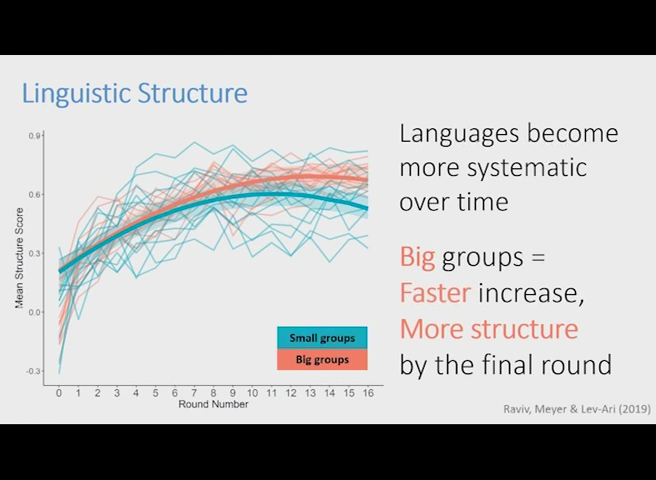 Linguistic Structure
Languages become
more systematic
over time
Big groups =
Faster increase,
More structure
by the final round
Mean Structure Score
0.9
0.6
0.3
0.0
-0.3
Small groups
Big groups
0 1 2 3 4 5 6 7 8 9 10 11 12 13 14 15 16
Round Number
Raviv, Meyer & Lev-Ari (2019)